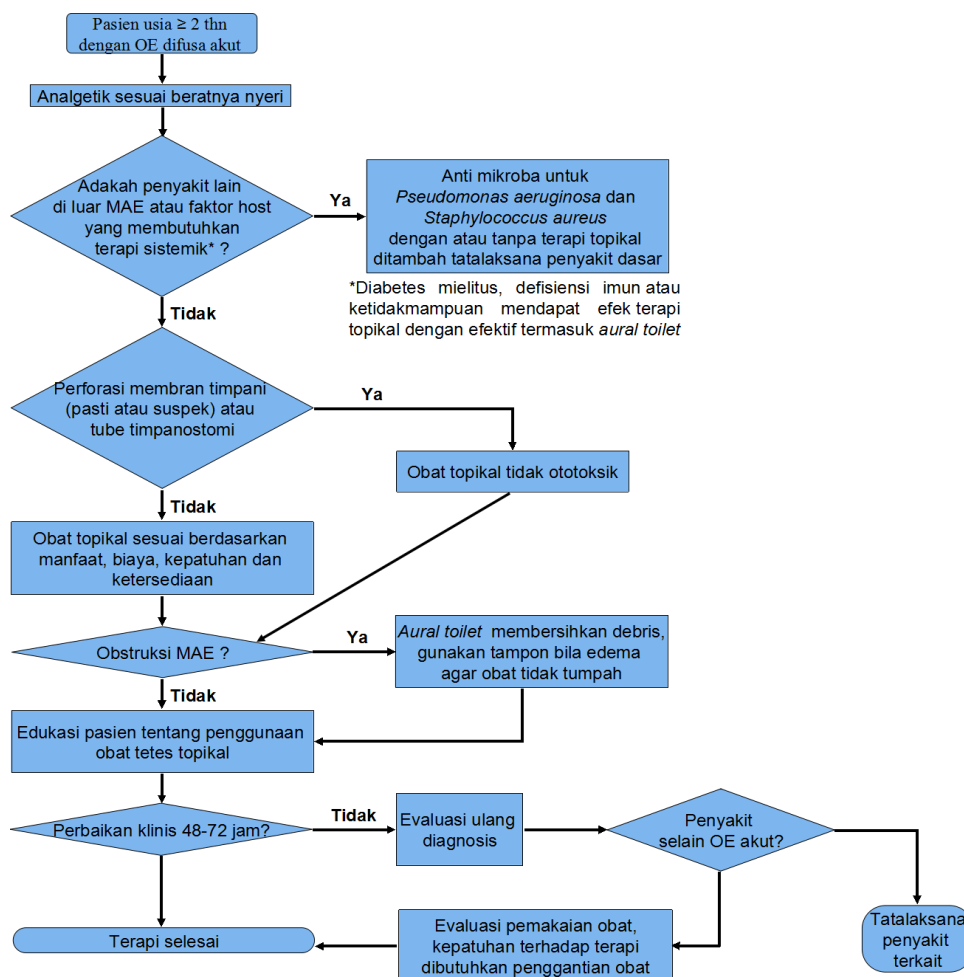 Pasien usia ≥ 2 thn
dengan OE difusa akut
Analgetik sesuai beratnya nyeri
Adakah penyakit lain
di luar MAE atau faktor host
yang membutuhkan
terapi sistemik* ?
Ya
Anti mikroba untuk
Pseudomonas aeruginosa dan
Staphylococcus aureus
dengan atau tanpa terapi topikal
ditambah tatalaksana penyakit dasar
*Diabetes mielitus, defisiensi imun atau
ketidakmampuan mendapat efek terapi
topikal dengan efektif termasuk aural toilet
Tidak
Perforasi membran timpani
(pasti atau suspek) atau
tube timpanostomi
Ya
Obat topikal tidak ototoksik
Tidak
Obat topikal sesuai berdasarkan
manfaat, biaya, kepatuhan dan
ketersediaan
Obstruksi MAE ?
Ya
Aural toilet membersihkan debris,
gunakan tampon bila edema
agar obat tidak tumpah
Tidak
Edukasi pasien tentang penggunaan
obat tetes topikal
Perbaikan klinis 48-72 jam?
Tidak
Evaluasi ulang
diagnosis
Penyakit
selain OE akut?
Terapi selesai
Evaluasi pemakaian obat,
kepatuhan terhadap terapi
dibutuhkan penggantian obat
Tatalaksana
penyakit
terkait